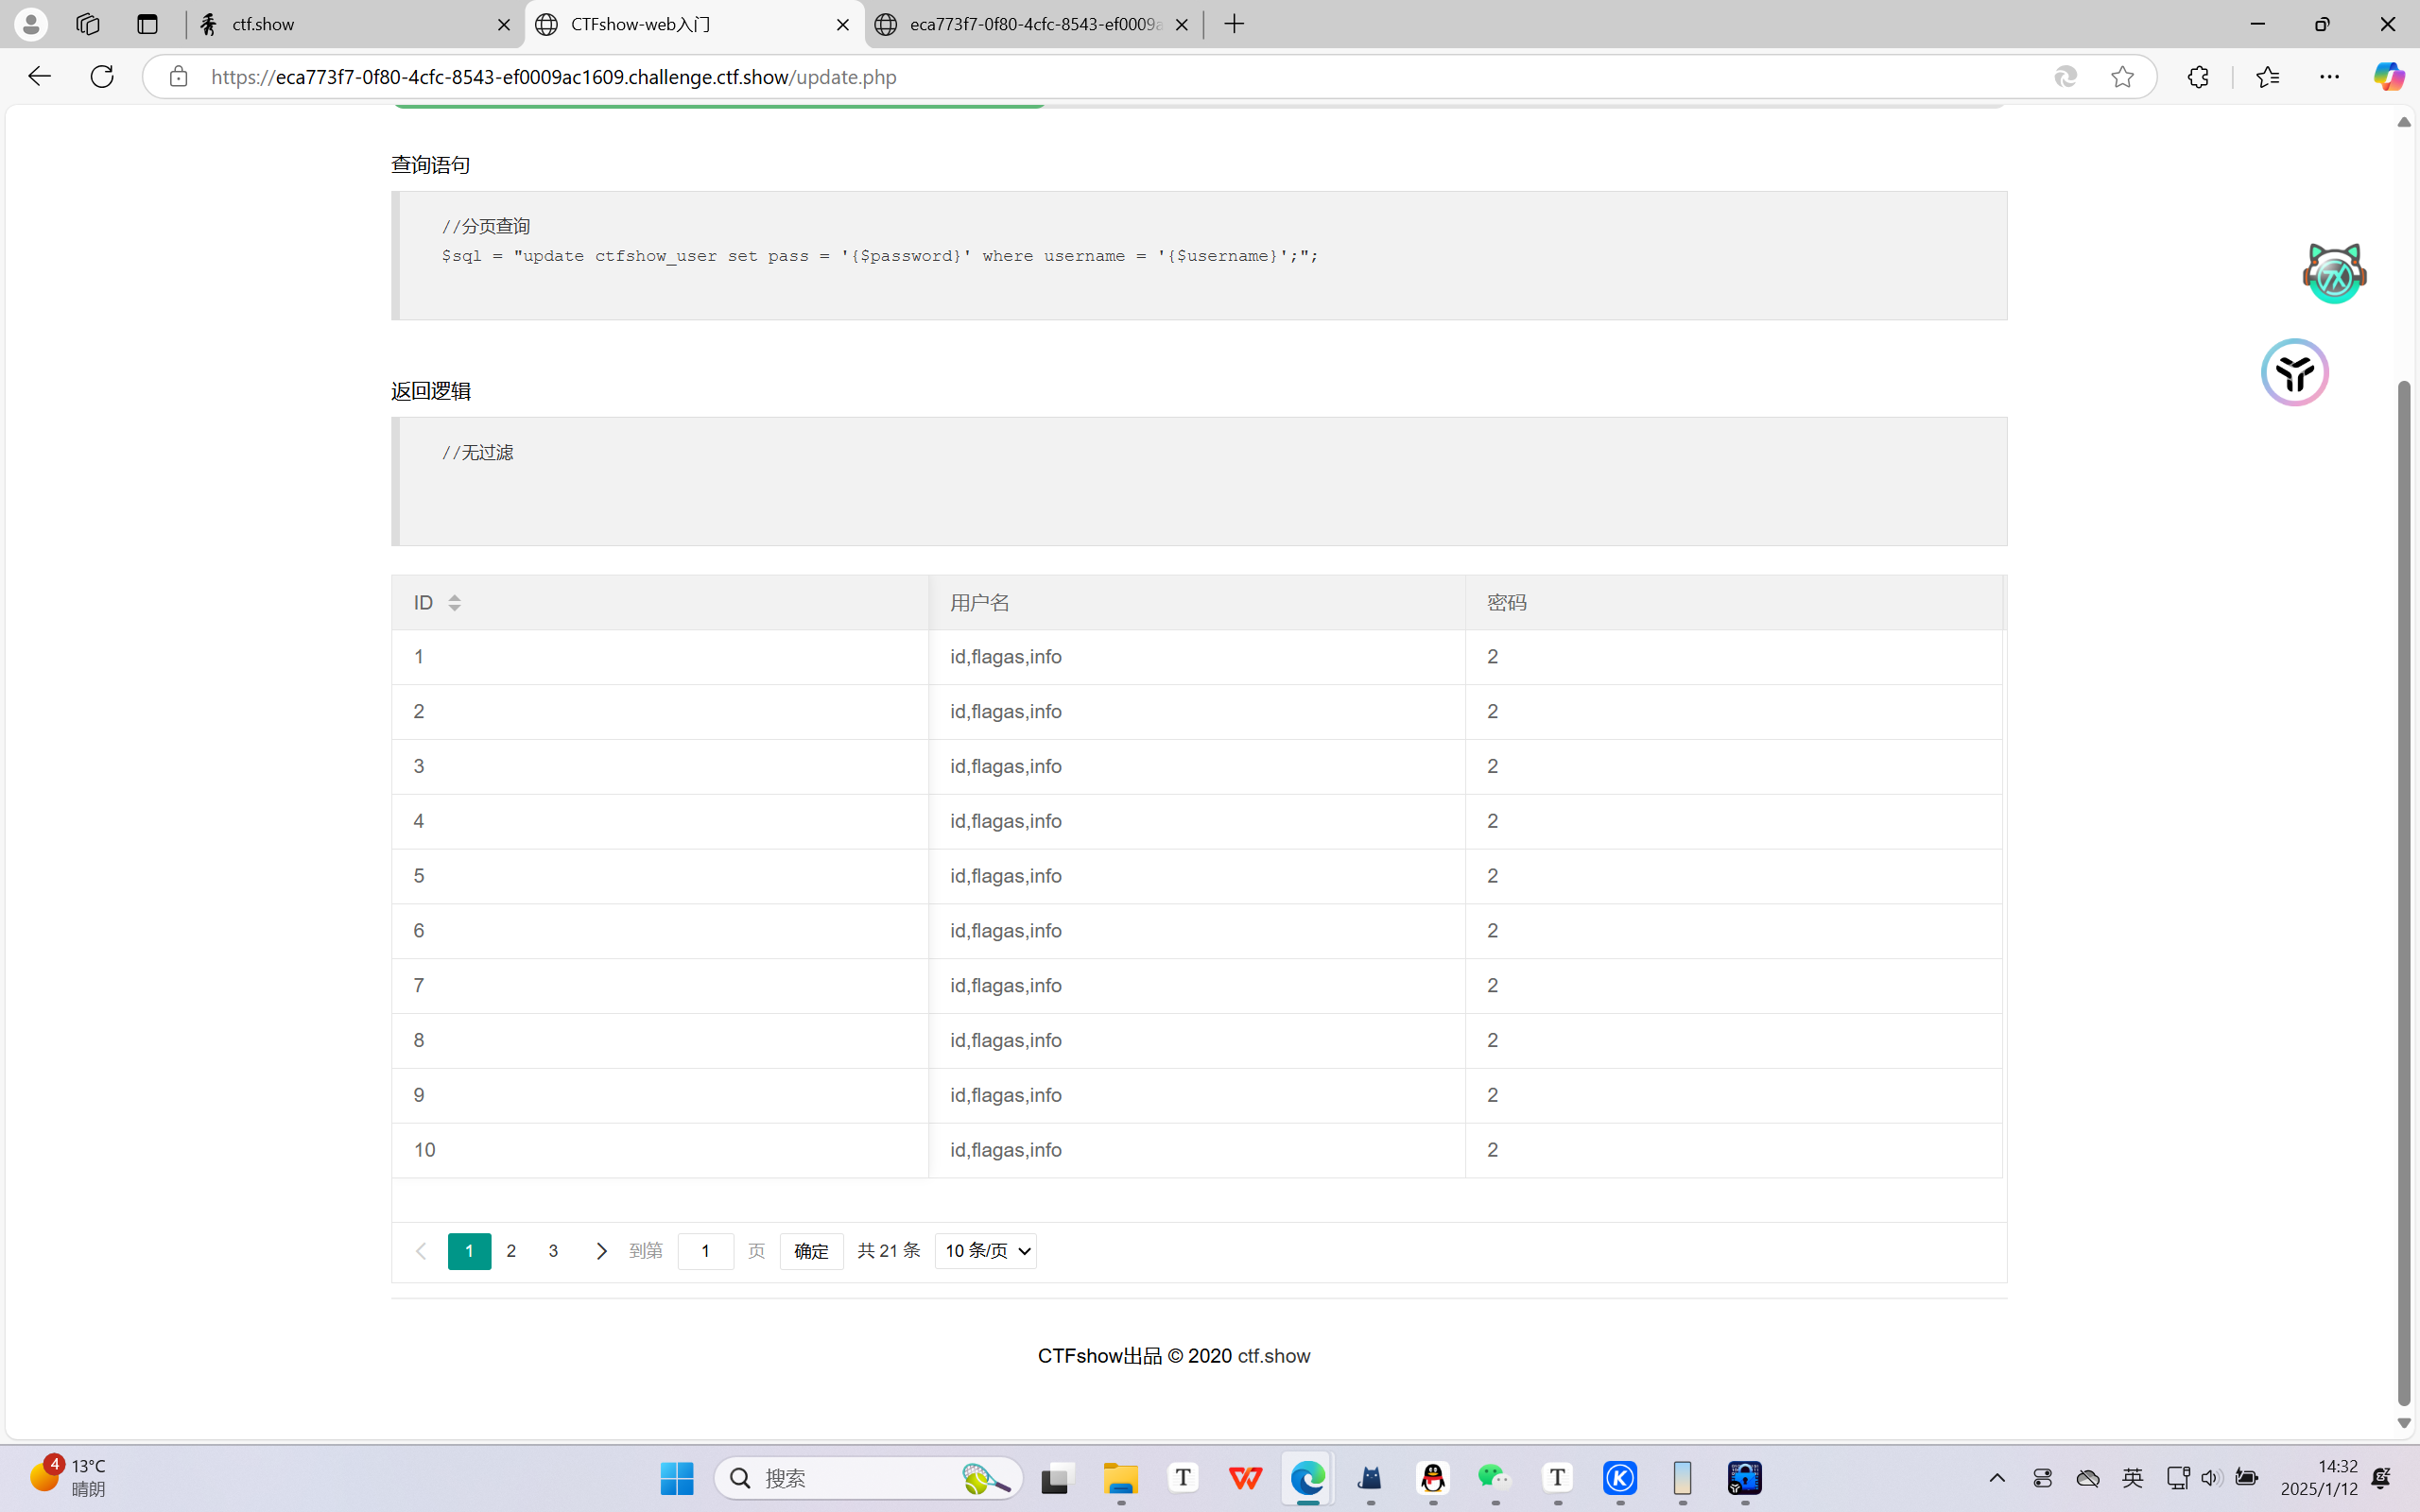 ctf.show
CTFshow-web入门
eca773f7-0f80-4cfc-8543-ef0009a
https://eca773f7-0f80-4cfc-8543-ef0009ac1609.challenge.ctf.show/update.php
查询语句
//分页查询
$sql = "update ctfshow_user set pass = '{$password}' where username = '{$username}';";
返回逻辑
//无过滤
ID 用户名 密码
1 id,flagas,info 2
2 id,flagas,info 2
3 id,flagas,info 2
4 id,flagas,info 2
5 id,flagas,info 2
6 id,flagas,info 2
7 id,flagas,info 2
8 id,flagas,info 2
9 id,flagas,info 2
10 id,flagas,info 2
1 2 3 到第 1 页 确定 共 21 条 10 条/页
CTFshow出品 © 2020 ctf.show
4 13°C
晴朗
搜索
英
14:32
2025/1/12